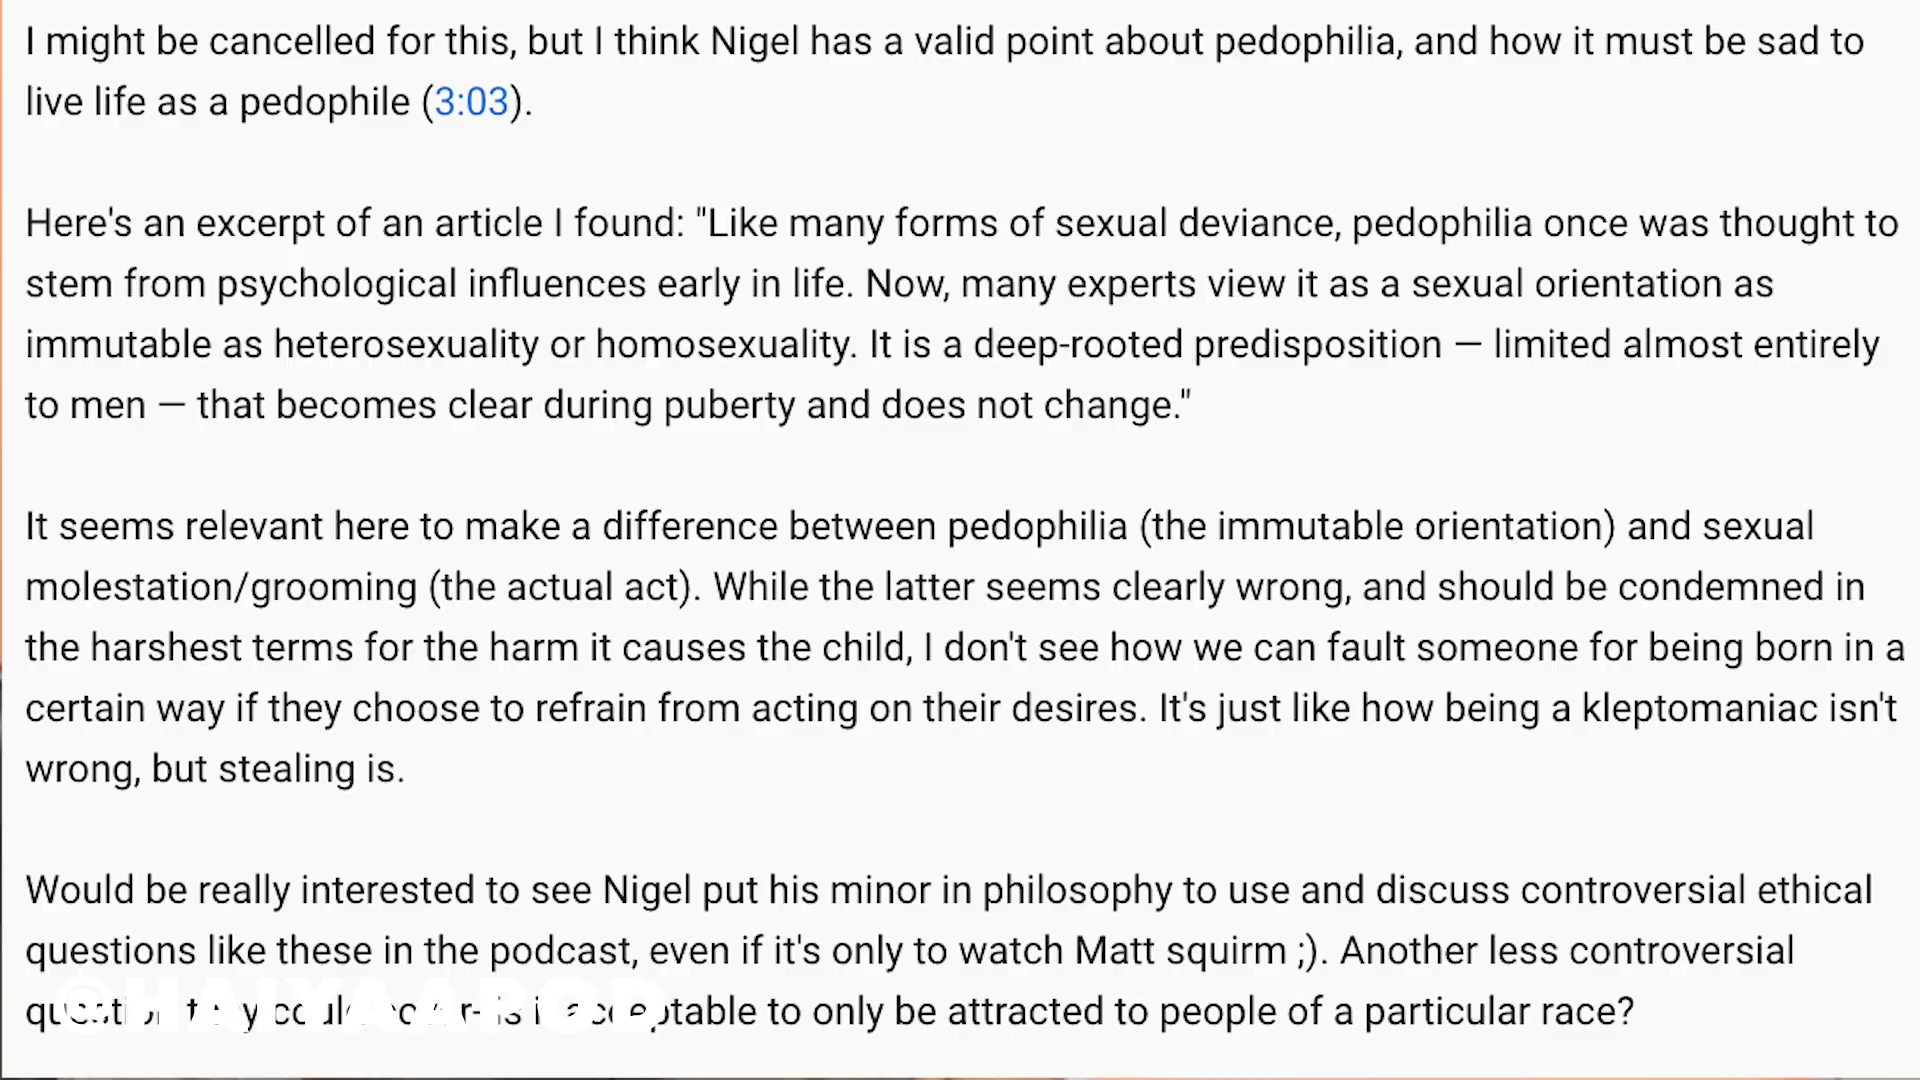 I might be cancelled for this, but I think Nigel has a valid point about pedophilia, and how it must be sad to
live life as a pedophile (3:03).
Here's an excerpt of an article I found: "Like many forms of sexual deviance, pedophilia once was thought to
stem from psychological influences early in life. Now, many experts view it as a sexual orientation as
immutable as heterosexuality or homosexuality. It is a deep-rooted predisposition — limited almost entirely
to men — that becomes clear during puberty and does not change."
It seems relevant here to make a difference between pedophilia (the immutable orientation) and sexual
molestation/grooming (the actual act). While the latter seems clearly wrong, and should be condemned in
the harshest terms for the harm it causes the child, I don't see how we can fault someone for being born in a
certain way if they choose to refrain from acting on their desires. It's just like how being a kleptomaniac isn't
wrong, but stealing is.
Would be really interested to see Nigel put his minor in philosophy to use and discuss controversial ethical
questions like these in the podcast, even if it's only to watch Matt squirm ;). Another less controversial
question they could cover- is it acceptable to only be attracted to people of a particular race?